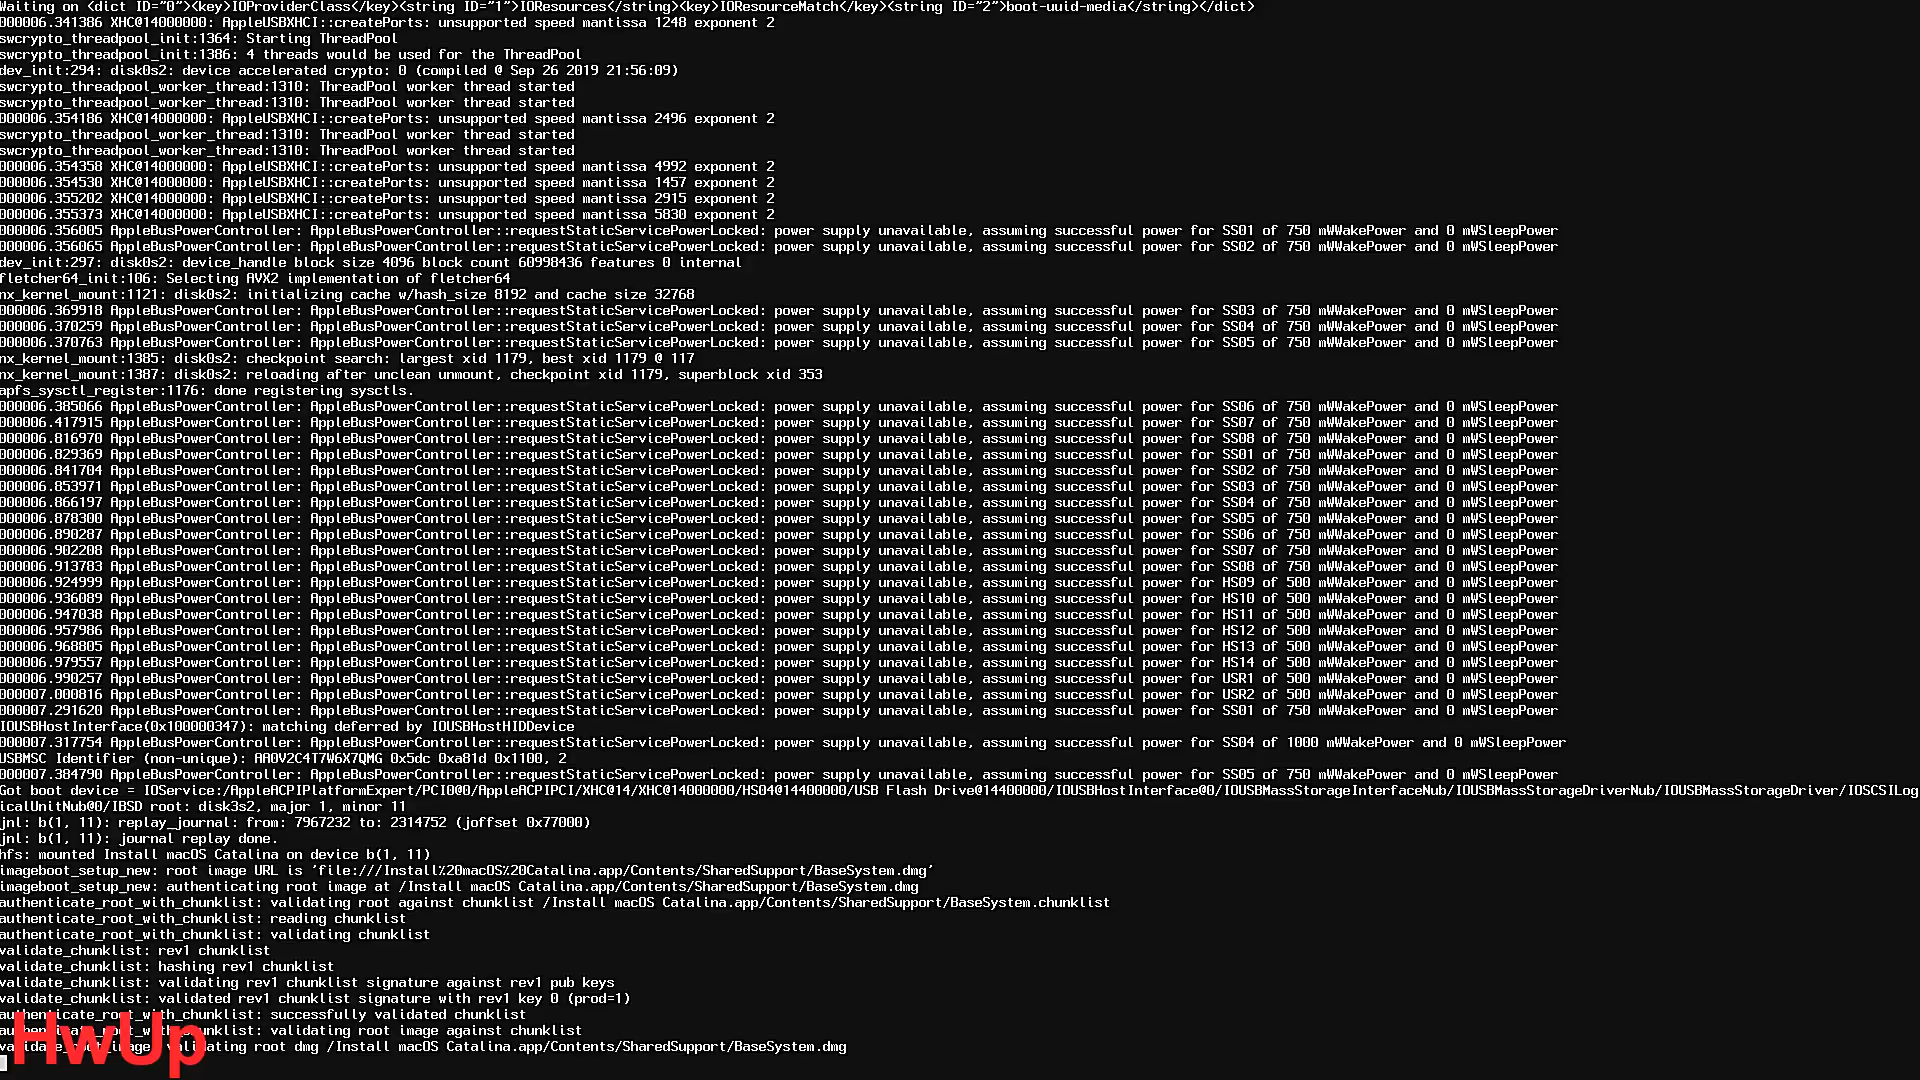 Waiting on <dict ID="0"><key>IOProviderClass</key><string ID="1">IOResources</string><key>IOResourceMatch</key><string ID="2">boot-uuid-media</string></dict>
000006.341386 XHC@14000000: AppleUSBXHCI::createPorts: unsupported speed mantissa 1248 exponent 2
swcrypto_threadpool_init:1364: Starting ThreadPool
swcrypto_threadpool_init:1386: 4 threads would be used for the ThreadPool
dev_init:294: disk0s2: device accelerated crypto: 0 (compiled @ Sep 26 2019 21:56:09)
swcrypto_threadpool_worker_thread:1310: ThreadPool worker thread started
swcrypto_threadpool_worker_thread:1310: ThreadPool worker thread started
000006.354186 XHC@14000000: AppleUSBXHCI::createPorts: unsupported speed mantissa 2496 exponent 2
swcrypto_threadpool_worker_thread:1310: ThreadPool worker thread started
swcrypto_threadpool_worker_thread:1310: ThreadPool worker thread started
000006.354358 XHC@14000000: AppleUSBXHCI::createPorts: unsupported speed mantissa 4992 exponent 2
000006.354530 XHC@14000000: AppleUSBXHCI::createPorts: unsupported speed mantissa 1457 exponent 2
000006.355202 XHC@14000000: AppleUSBXHCI::createPorts: unsupported speed mantissa 2915 exponent 2
000006.355373 XHC@14000000: AppleUSBXHCI::createPorts: unsupported speed mantissa 5830 exponent 2
000006.356005 AppleBusPowerController: AppleBusPowerController::requestStaticServicePowerLocked: power supply unavailable, assuming successful power for SS01 of 750 mWWakePower and 0 mWSleepPower
000006.356065 AppleBusPowerController: AppleBusPowerController::requestStaticServicePowerLocked: power supply unavailable, assuming successful power for SS02 of 750 mWWakePower and 0 mWSleepPower
dev_init:297: disk0s2: device_handle block size 4096 block count 60998436 features 0 internal
fletcher64_init:106: Selecting AVX2 implementation of fletcher64
nx_kernel_mount:1121: disk0s2: initializing cache w/hash_size 8192 and cache size 32768
000006.369918 AppleBusPowerController: AppleBusPowerController::requestStaticServicePowerLocked: power supply unavailable, assuming successful power for SS03 of 750 mWWakePower and 0 mWSleepPower
000006.370259 AppleBusPowerController: AppleBusPowerController::requestStaticServicePowerLocked: power supply unavailable, assuming successful power for SS04 of 750 mWWakePower and 0 mWSleepPower
000006.370763 AppleBusPowerController: AppleBusPowerController::requestStaticServicePowerLocked: power supply unavailable, assuming successful power for SS05 of 750 mWWakePower and 0 mWSleepPower
nx_kernel_mount:1385: disk0s2: checkpoint search: largest xid 1179, best xid 1179 @ 117
nx_kernel_mount:1387: disk0s2: reloading after unclean unmount, checkpoint xid 1179, superblock xid 353
apfs_sysctl_register:1176: done registering sysctls.
000006.385066 AppleBusPowerController: AppleBusPowerController::requestStaticServicePowerLocked: power supply unavailable, assuming successful power for SS06 of 750 mWWakePower and 0 mWSleepPower
000006.417915 AppleBusPowerController: AppleBusPowerController::requestStaticServicePowerLocked: power supply unavailable, assuming successful power for SS07 of 750 mWWakePower and 0 mWSleepPower
000006.816970 AppleBusPowerController: AppleBusPowerController::requestStaticServicePowerLocked: power supply unavailable, assuming successful power for SS08 of 750 mWWakePower and 0 mWSleepPower
000006.829369 AppleBusPowerController: AppleBusPowerController::requestStaticServicePowerLocked: power supply unavailable, assuming successful power for SS01 of 750 mWWakePower and 0 mWSleepPower
000006.841704 AppleBusPowerController: AppleBusPowerController::requestStaticServicePowerLocked: power supply unavailable, assuming successful power for SS02 of 750 mWWakePower and 0 mWSleepPower
000006.853971 AppleBusPowerController: AppleBusPowerController::requestStaticServicePowerLocked: power supply unavailable, assuming successful power for SS03 of 750 mWWakePower and 0 mWSleepPower
000006.866197 AppleBusPowerController: AppleBusPowerController::requestStaticServicePowerLocked: power supply unavailable, assuming successful power for SS04 of 750 mWWakePower and 0 mWSleepPower
000006.878300 AppleBusPowerController: AppleBusPowerController::requestStaticServicePowerLocked: power supply unavailable, assuming successful power for SS05 of 750 mWWakePower and 0 mWSleepPower
000006.890287 AppleBusPowerController: AppleBusPowerController::requestStaticServicePowerLocked: power supply unavailable, assuming successful power for SS06 of 750 mWWakePower and 0 mWSleepPower
000006.902208 AppleBusPowerController: AppleBusPowerController::requestStaticServicePowerLocked: power supply unavailable, assuming successful power for SS07 of 750 mWWakePower and 0 mWSleepPower
000006.913783 AppleBusPowerController: AppleBusPowerController::requestStaticServicePowerLocked: power supply unavailable, assuming successful power for SS08 of 750 mWWakePower and 0 mWSleepPower
000006.924999 AppleBusPowerController: AppleBusPowerController::requestStaticServicePowerLocked: power supply unavailable, assuming successful power for HS09 of 500 mWWakePower and 0 mWSleepPower
000006.936089 AppleBusPowerController: AppleBusPowerController::requestStaticServicePowerLocked: power supply unavailable, assuming successful power for HS10 of 500 mWWakePower and 0 mWSleepPower
000006.947038 AppleBusPowerController: AppleBusPowerController::requestStaticServicePowerLocked: power supply unavailable, assuming successful power for HS11 of 500 mWWakePower and 0 mWSleepPower
000006.957986 AppleBusPowerController: AppleBusPowerController::requestStaticServicePowerLocked: power supply unavailable, assuming successful power for HS12 of 500 mWWakePower and 0 mWSleepPower
000006.968805 AppleBusPowerController: AppleBusPowerController::requestStaticServicePowerLocked: power supply unavailable, assuming successful power for HS13 of 500 mWWakePower and 0 mWSleepPower
000006.979557 AppleBusPowerController: AppleBusPowerController::requestStaticServicePowerLocked: power supply unavailable, assuming successful power for HS14 of 500 mWWakePower and 0 mWSleepPower
000006.990257 AppleBusPowerController: AppleBusPowerController::requestStaticServicePowerLocked: power supply unavailable, assuming successful power for USR1 of 500 mWWakePower and 0 mWSleepPower
000007.000816 AppleBusPowerController: AppleBusPowerController::requestStaticServicePowerLocked: power supply unavailable, assuming successful power for USR2 of 500 mWWakePower and 0 mWSleepPower
000007.291620 AppleBusPowerController: AppleBusPowerController::requestStaticServicePowerLocked: power supply unavailable, assuming successful power for SS01 of 750 mWWakePower and 0 mWSleepPower
IOUSBHostInterface(0x100000347): matching deferred by IOUSBHostHIDDevice
000007.317754 AppleBusPowerController: AppleBusPowerController::requestStaticServicePowerLocked: power supply unavailable, assuming successful power for SS04 of 1000 mWWakePower and 0 mWSleepPower
USBMSC Identifier (non-unique): AA0V2C4T7W6X7QMG 0x5dc 0xa81d 0x1100, 2
000007.384790 AppleBusPowerController: AppleBusPowerController::requestStaticServicePowerLocked: power supply unavailable, assuming successful power for SS05 of 750 mWWakePower and 0 mWSleepPower
Got boot device = IOService:/AppleACPIPlatformExpert/PCI0@0/AppleACPIPCI/XHC@14/XHC@14000000/HS04@14400000/USB Flash Drive@14400000/IOUSBHostInterface@0/IOUSBMassStorageInterfaceNub/IOUSBMassStorageDriverNub/IOUSBMassStorageDriver/IOSCSILog
icalUnitNub@0/IBSD root: disk3s2, major 1, minor 11
jnl: b(1, 11): replay_journal: from: 7967232 to: 2314752 (joffset 0x77000)
jnl: b(1, 11): journal replay done.
hfs: mounted Install macOS Catalina on device b(1, 11)
imageboot_setup_new: root image URL is 'file:///Install%20macOS%20Catalina.app/Contents/SharedSupport/BaseSystem.dmg'
imageboot_setup_new: authenticating root image at /Install macOS Catalina.app/Contents/SharedSupport/BaseSystem.dmg
authenticate_root_with_chunklist: validating root against chunklist /Install macOS Catalina.app/Contents/SharedSupport/BaseSystem.chunklist
authenticate_root_with_chunklist: reading chunklist
authenticate_root_with_chunklist: validating chunklist
validate_chunklist: rev1 chunklist
validate_chunklist: hashing rev1 chunklist
validate_chunklist: validating rev1 chunklist signature against rev1 pub keys
validate_chunklist: validated rev1 chunklist signature with rev1 key 0 (prod=1)
authenticate_root_with_chunklist: successfully validated chunklist
authenticate_root_with_chunklist: validating root image against chunklist
validate_root_image: validating root dmg /Install macOS Catalina.app/Contents/SharedSupport/BaseSystem.dmg
HwUp